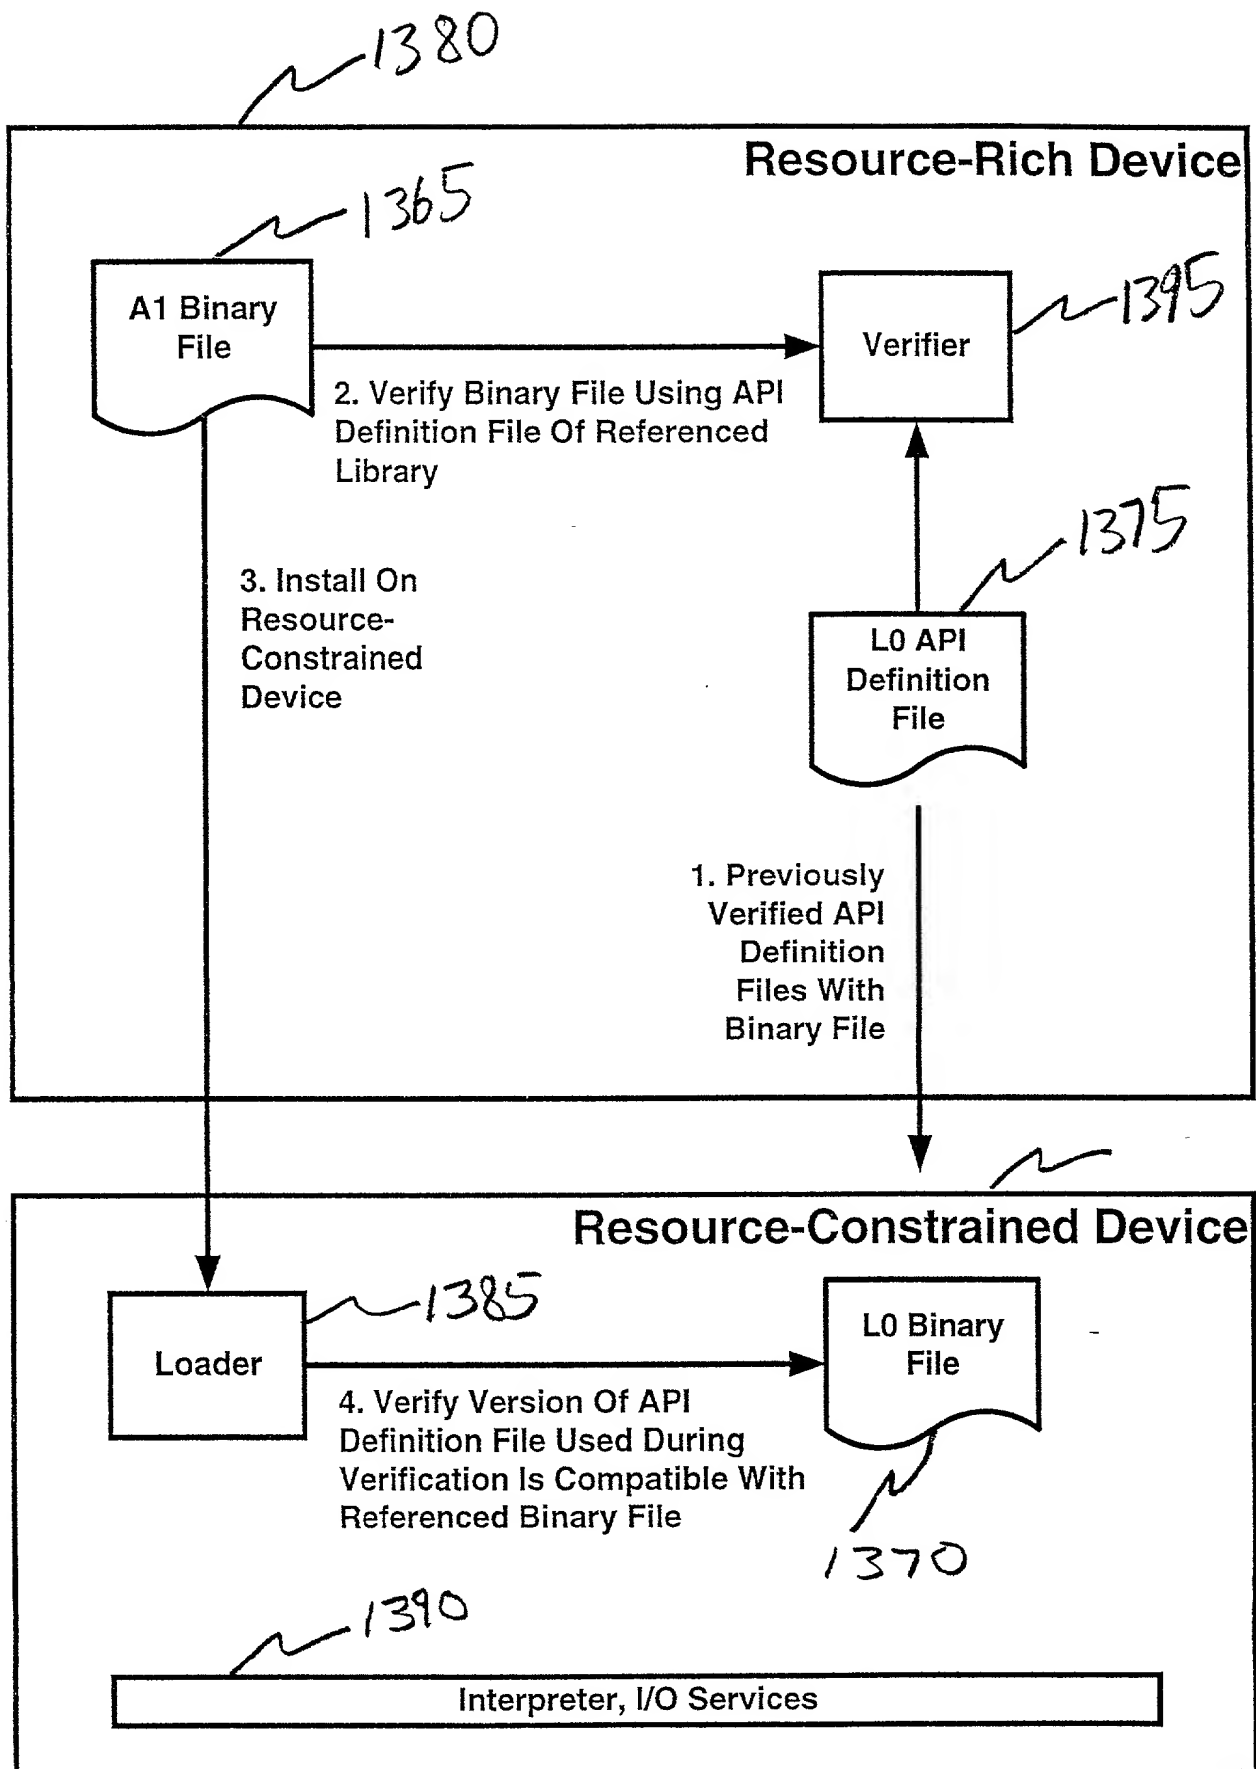 1380
Resource-Rich Device
1365
A1 Binary
File
1395
Verifier
2. Verify Binary File Using API
Definition File Of Referenced
Library
1375
3. Install On
Resource-
Constrained
Device
L0 API
Definition
File
1. Previously
Verified API
Definition
Files With
Binary File
Resource-Constrained Device
1385
Loader
L0 Binary
File
4. Verify Version Of API
Definition File Used During
Verification Is Compatible With
Referenced Binary File
1370
1390
Interpreter, I/O Services